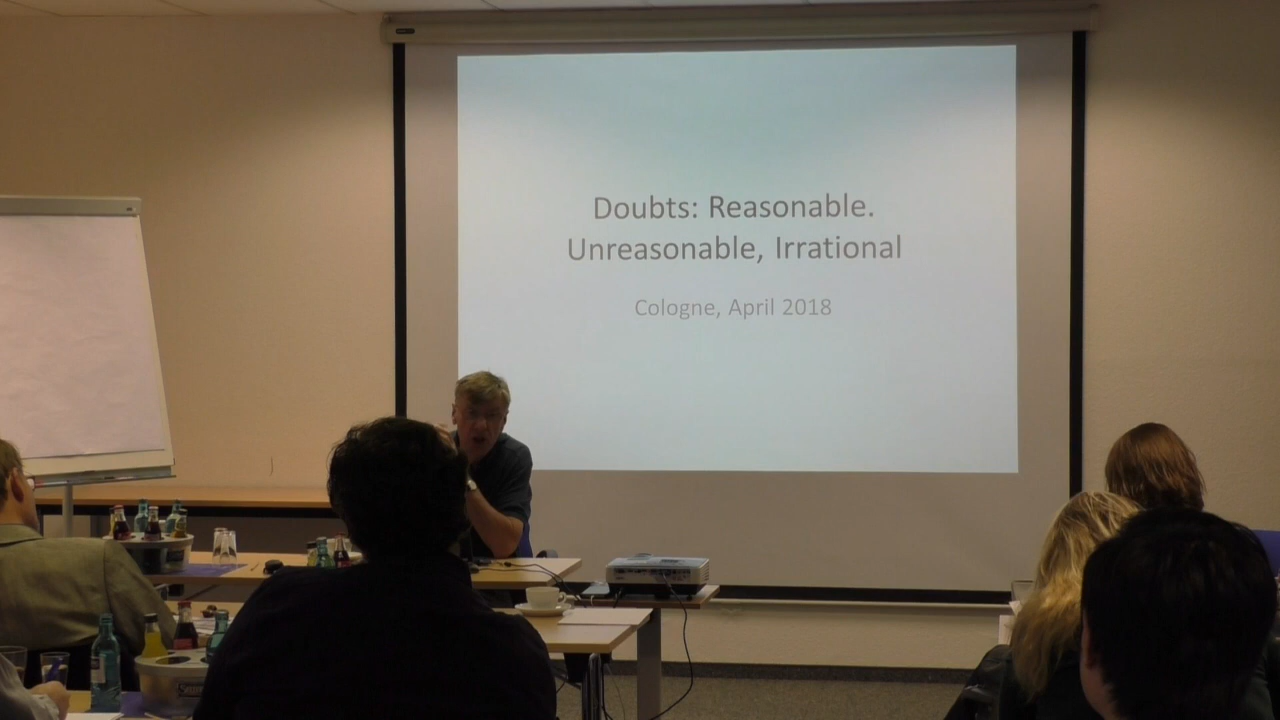 Doubts: Reasonable.
Unreasonable, Irrational
Cologne, April 2018